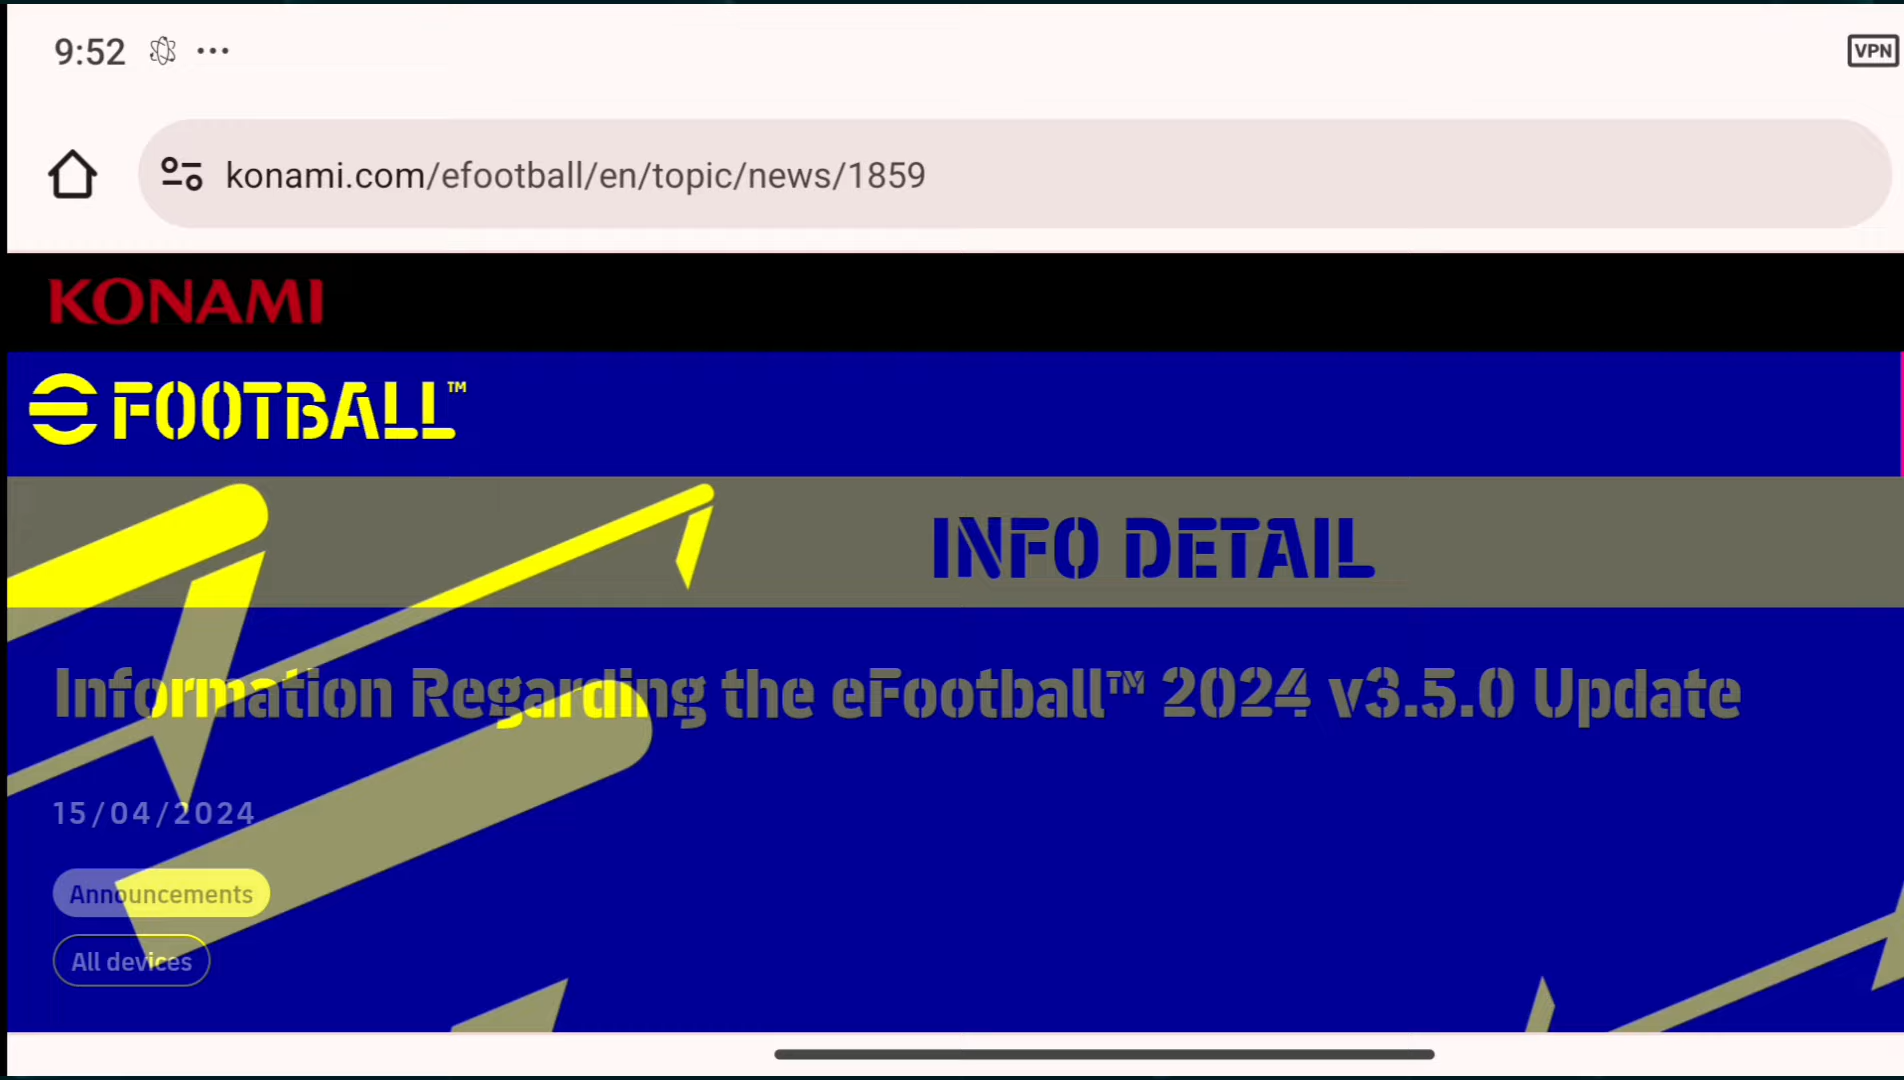 9:52
VPN
konami.com/efootball/en/topic/news/1859
KONAMI
eFOOTBALL™
INFO DETAIL
Information Regarding the eFootball™ 2024 v3.5.0 Update
15/04/2024
Announcements
All devices